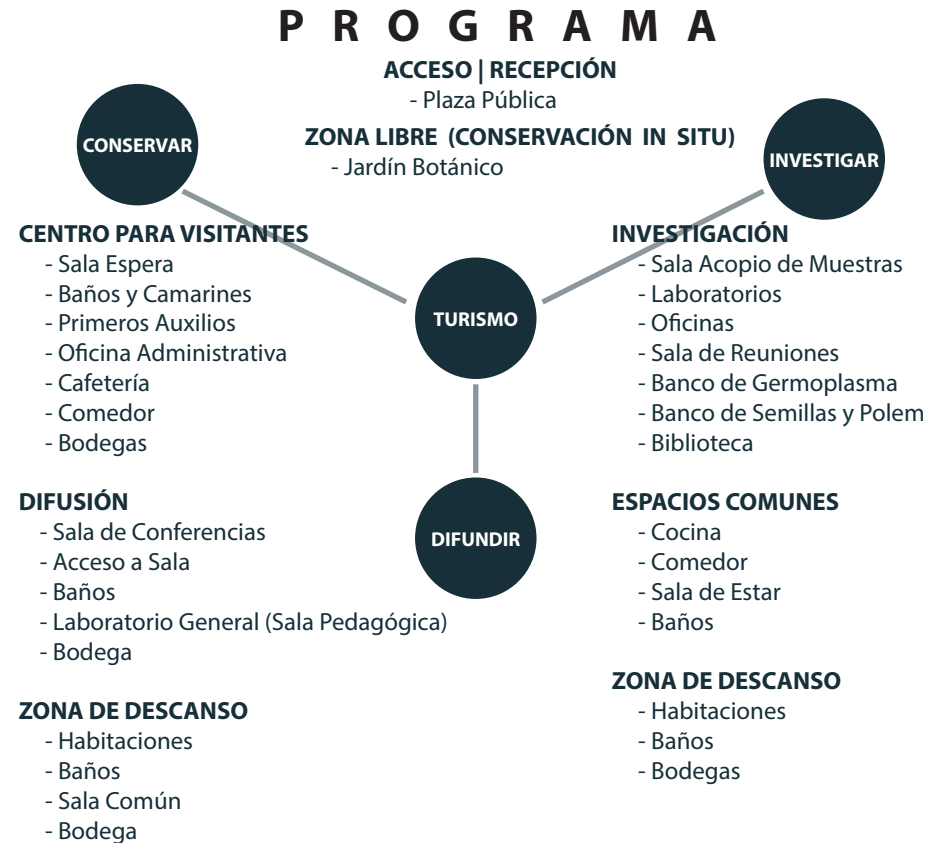 PROGRAMA
ACCESO | RECEPCIÓN
- Plaza Pública
ZONA LIBRE (CONSERVACIÓN IN SITU)
- Jardín Botánico
CONSERVAR
INVESTIGAR
TURISMO
DIFUNDIR
CENTRO PARA VISITANTES
- Sala Espera
- Baños y Camarines
- Primeros Auxilios
- Oficina Administrativa
- Cafetería
- Comedor
- Bodegas
DIFUSIÓN
- Sala de Conferencias
- Acceso a Sala
- Baños
- Laboratorio General (Sala Pedagógica)
- Bodega
ZONA DE DESCANSO
- Habitaciones
- Baños
- Sala Común
- Bodega
INVESTIGACIÓN
- Sala Acopio de Muestras
- Laboratorios
- Oficinas
- Sala de Reuniones
- Banco de Germoplasma
- Banco de Semillas y Polem
- Biblioteca
ESPACIOS COMUNES
- Cocina
- Comedor
- Sala de Estar
- Baños
ZONA DE DESCANSO
- Habitaciones
- Baños
- Bodegas